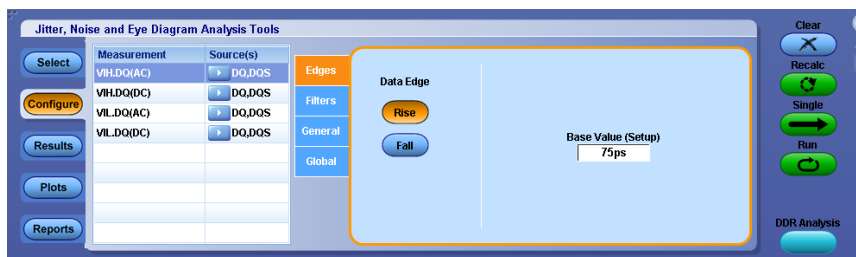 Jitter, Noise and Eye Diagram Analysis Tools
Clear
Select
Measurement Source(s)
VIH.DQ(AC) DQ,DQS
VIH.DQ(DC) DQ,DQS
VIL.DQ(AC) DQ,DQS
VIL.DQ(DC) DQ,DQS
Configure
Results
Plots
Reports
Edges
Filters
General
Global
Data Edge
Rise
Fall
Base Value (Setup)
75ps
Recalc
Single
Run
DDR Analysis